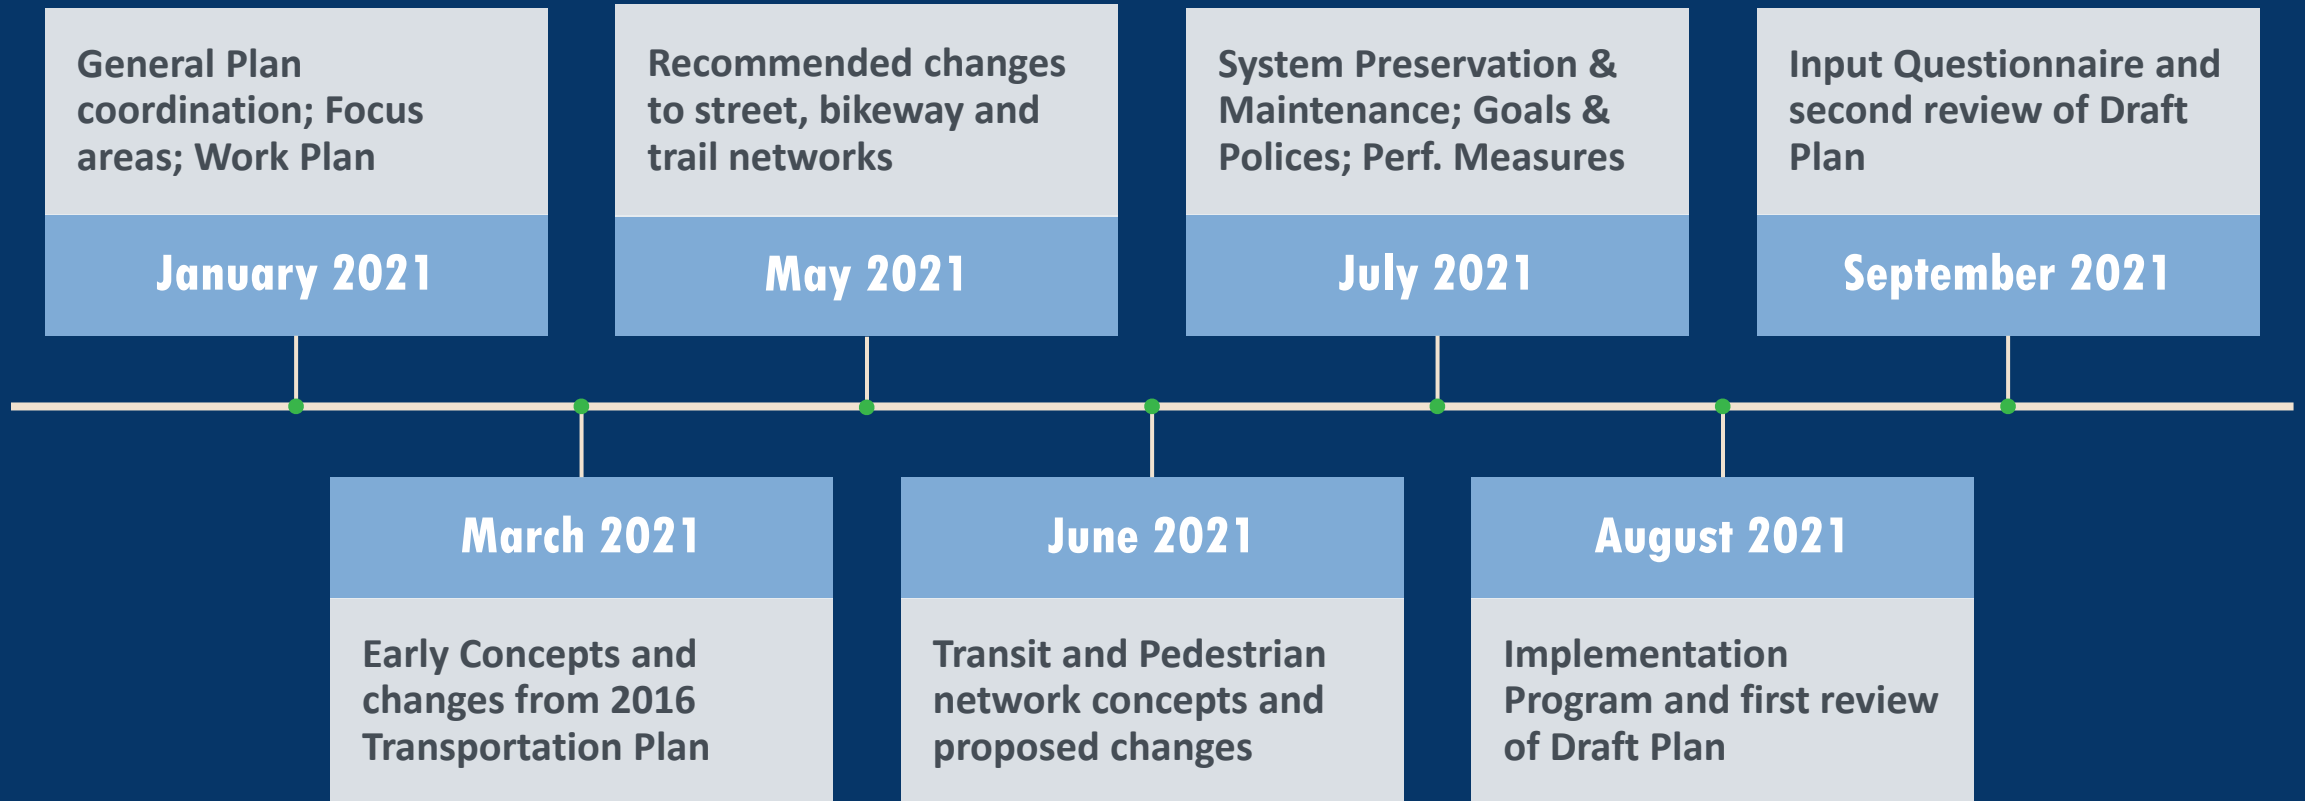 General Plan
coordination; Focus
areas; Work Plan
January 2021
March 2021
Early Concepts and
changes from 2016
Transportation Plan
Recommended changes
to street, bikeway and
trail networks
May 2021
June 2021
Transit and Pedestrian
network concepts and
proposed changes
System Preservation &
Maintenance; Goals &
Polices; Perf. Measures
July 2021
August 2021
Implementation
Program and first review
of Draft Plan
Input Questionnaire and
second review of Draft
Plan
September 2021